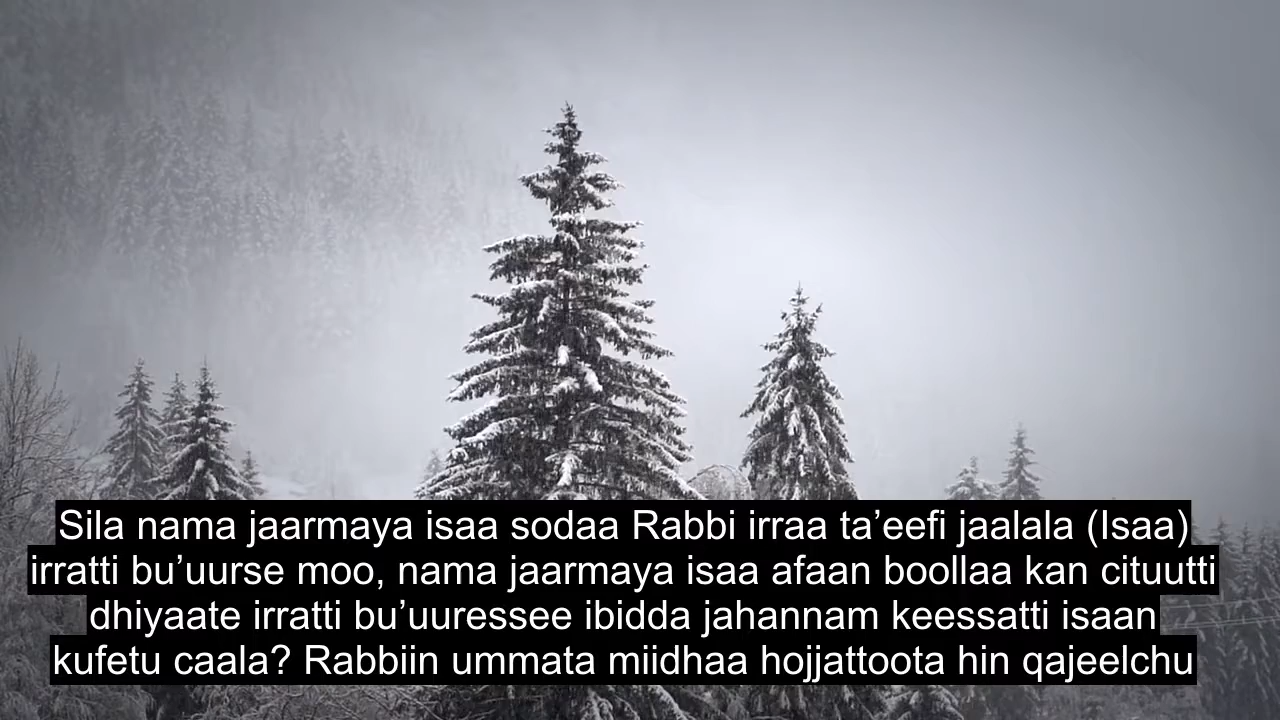 Sila nama jaarmaya isaa sodaa Rabbi irraa ta’eefi jaalala (Isaa)
irratti bu’uurse moo, nama jaarmaya isaa afaan boollaa kan cituutti
dhiyaate irratti bu’uuressee ibidda jahannam keessatti isaan
kufetu caala? Rabbiin ummata miidhaa hojjattoota hin qajeelchu